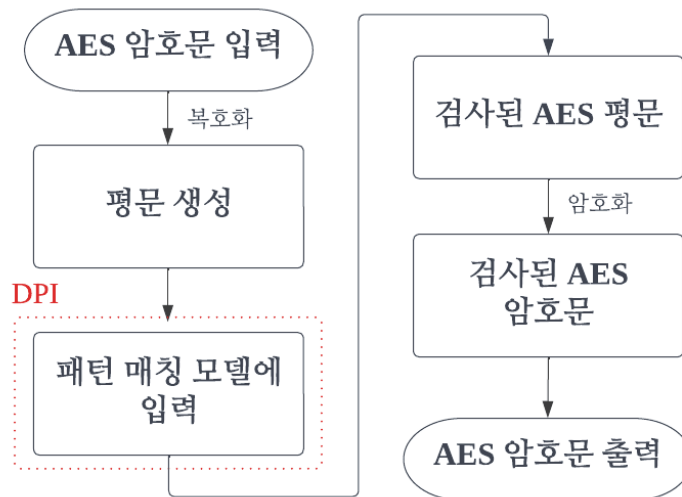 AES 암호문 입력
복호화
평문 생성
DPI
패턴 매칭 모델에
입력
검사된 AES 평문
암호화
검사된 AES
암호문
AES 암호문 출력